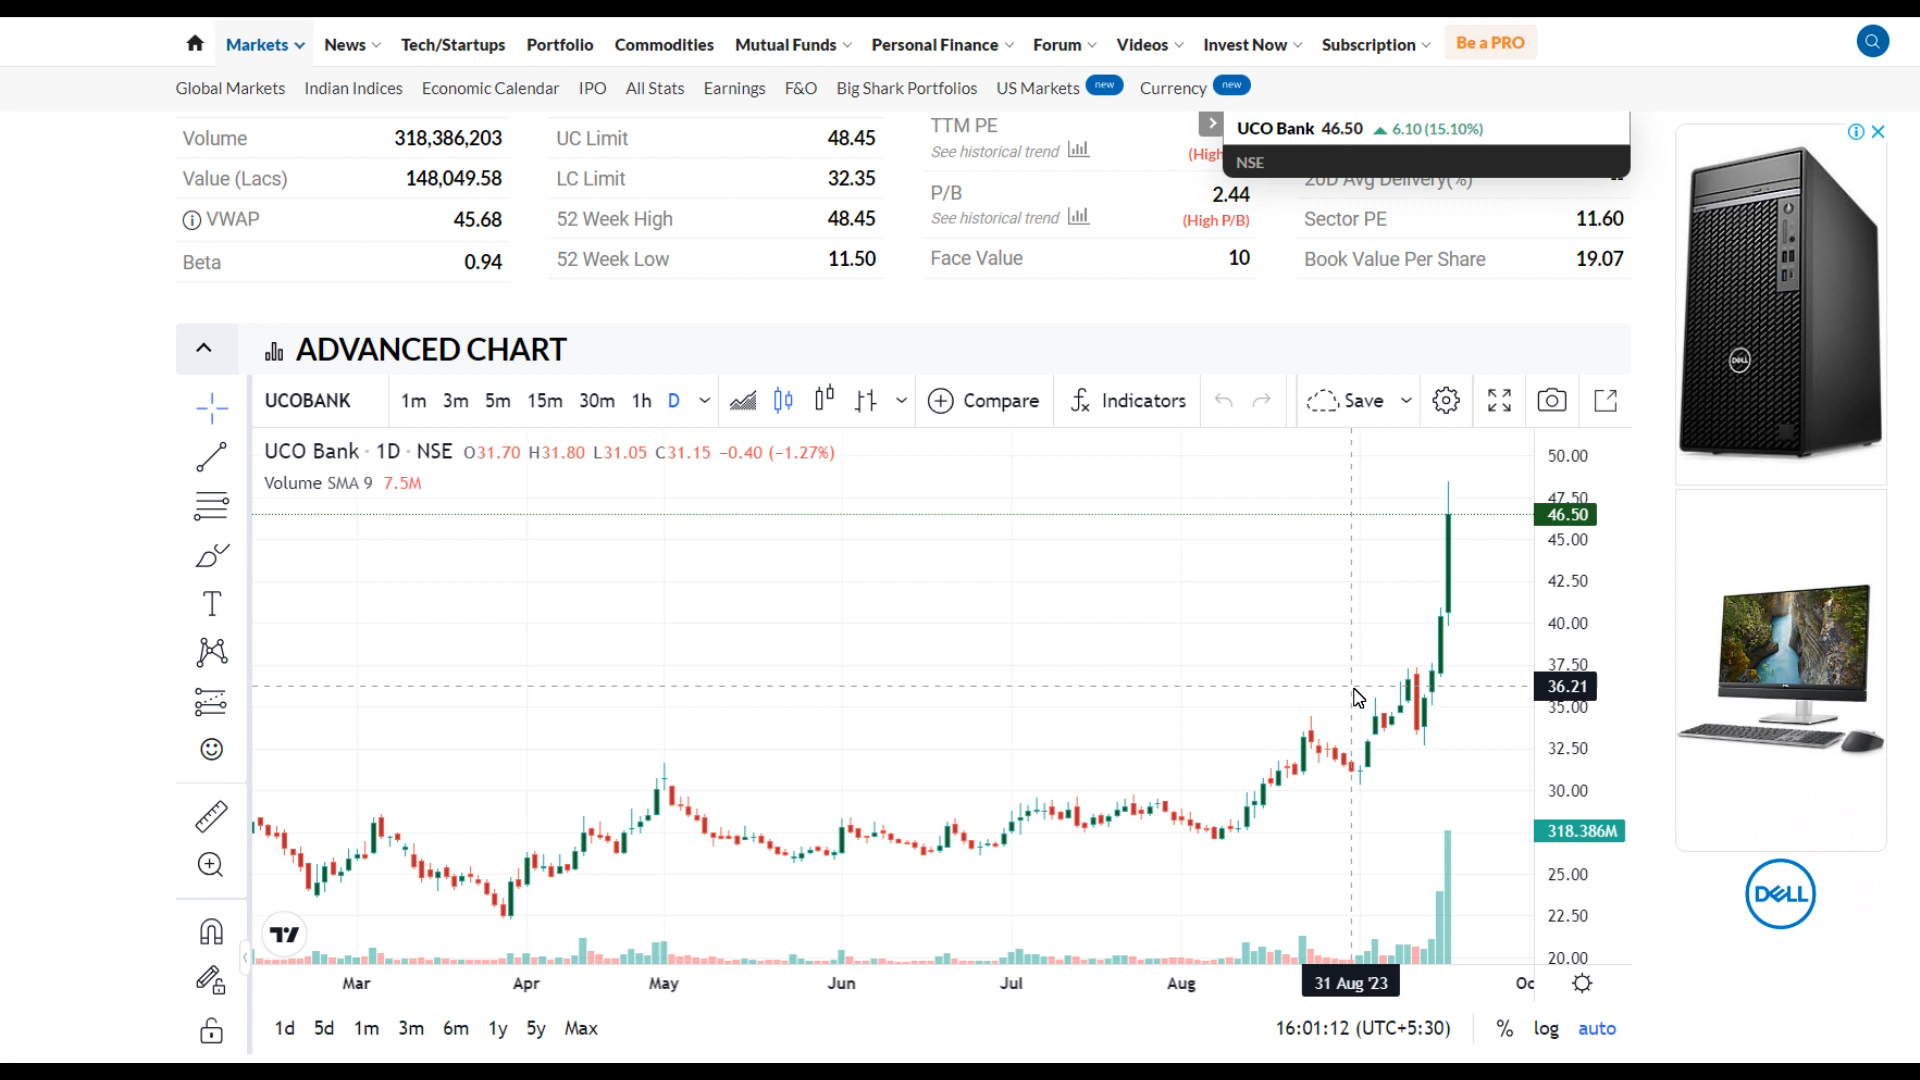 Markets News Tech/Startups Portfolio Commodities Mutual Funds Personal Finance Forum Videos Invest Now Subscription Be a PRO
Global Markets Indian Indices Economic Calendar IPO All Stats Earnings F&O Big Shark Portfolios US Markets new Currency new
Volume 318,386,203
Value (Lacs) 148,049.58
VWAP 45.68
Beta 0.94
UC Limit 48.45
LC Limit 32.35
52 Week High 48.45
52 Week Low 11.50
TTM PE
See historical trend (High
P/B 2.44
See historical trend (High P/B)
Face Value 10
UCO Bank 46.50 ▲ 6.10 (15.10%)
NSE
20D Avg Delivery(%) --
Sector PE 11.60
Book Value Per Share 19.07
ADVANCED CHART
UCOBANK 1m 3m 5m 15m 30m 1h D Compare Indicators Save
UCO Bank · 1D · NSE O31.70 H31.80 L31.05 C31.15 −0.40 (−1.27%)
Volume SMA 9 7.5M
50.00
47.50
46.50
45.00
42.50
40.00
37.50
36.21
35.00
32.50
30.00
318.386M
25.00
22.50
20.00
Mar Apr May Jun Jul Aug 31 Aug '23 Oc
1d 5d 1m 3m 6m 1y 5y Max 16:01:12 (UTC+5:30) % log auto
DELL
DELL